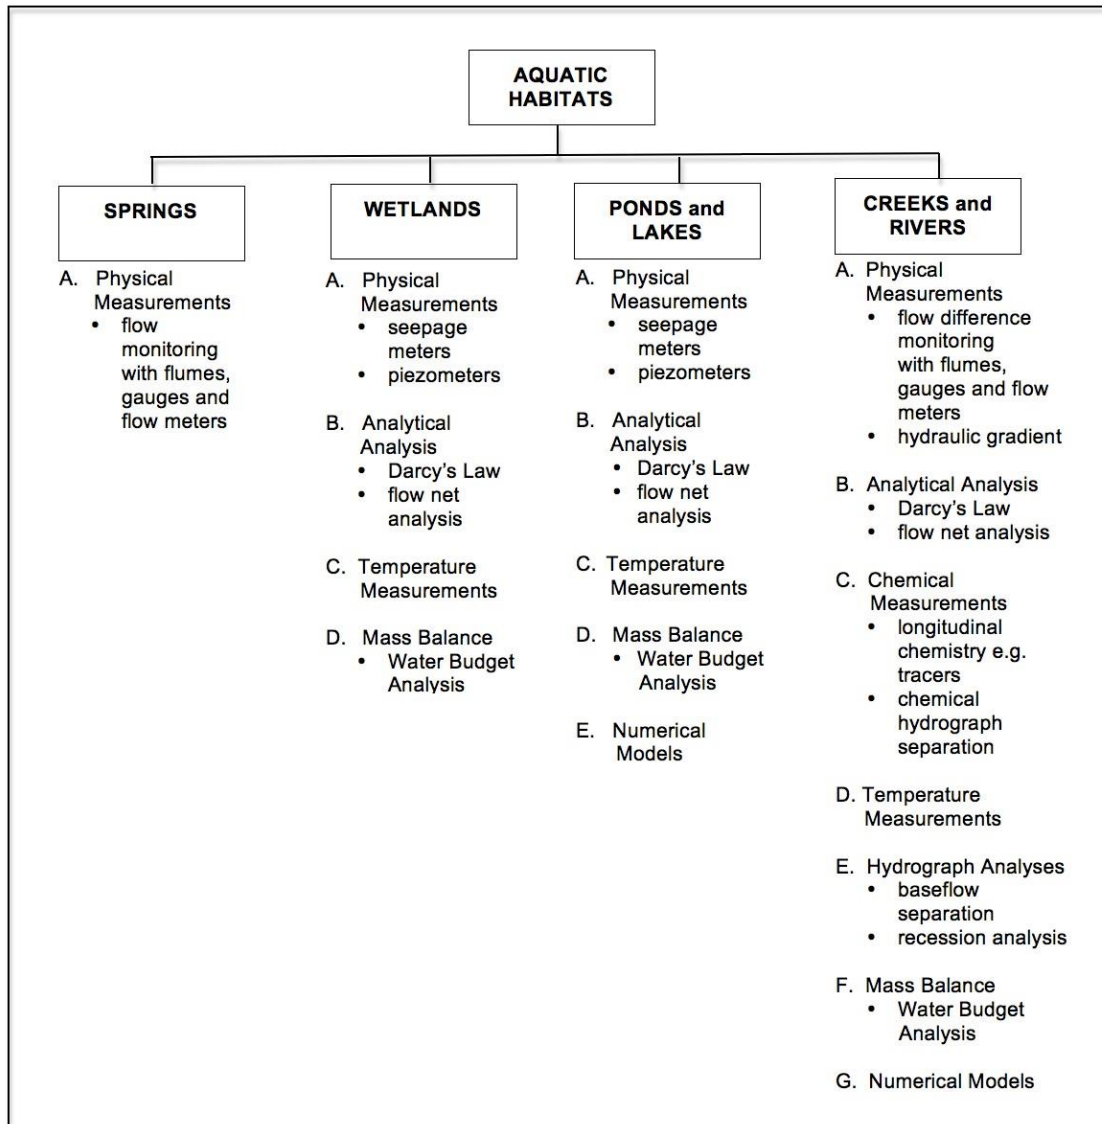 AQUATIC
HABITATS
SPRINGS
A. Physical
Measurements
• flow
monitoring
with flumes,
gauges and
flow meters
WETLANDS
A. Physical
Measurements
• seepage
meters
• piezometers
B. Analytical
Analysis
• Darcy’s Law
• flow net
analysis
C. Temperature
Measurements
D. Mass Balance
• Water Budget
Analysis
PONDS and
LAKES
A. Physical
Measurements
• seepage
meters
• piezometers
B. Analytical
Analysis
• Darcy’s Law
• flow net
analysis
C. Temperature
Measurements
D. Mass Balance
• Water Budget
Analysis
E. Numerical
Models
CREEKS and
RIVERS
A. Physical
Measurements
• flow difference
monitoring
with flumes,
gauges and flow
meters
• hydraulic gradient
B. Analytical Analysis
• Darcy’s Law
• flow net analysis
C. Chemical
Measurements
• longitudinal
chemistry e.g.
tracers
• chemical
hydrograph
separation
D. Temperature
Measurements
E. Hydrograph Analyses
• baseflow
separation
• recession analysis
F. Mass Balance
• Water Budget
Analysis
G. Numerical Models